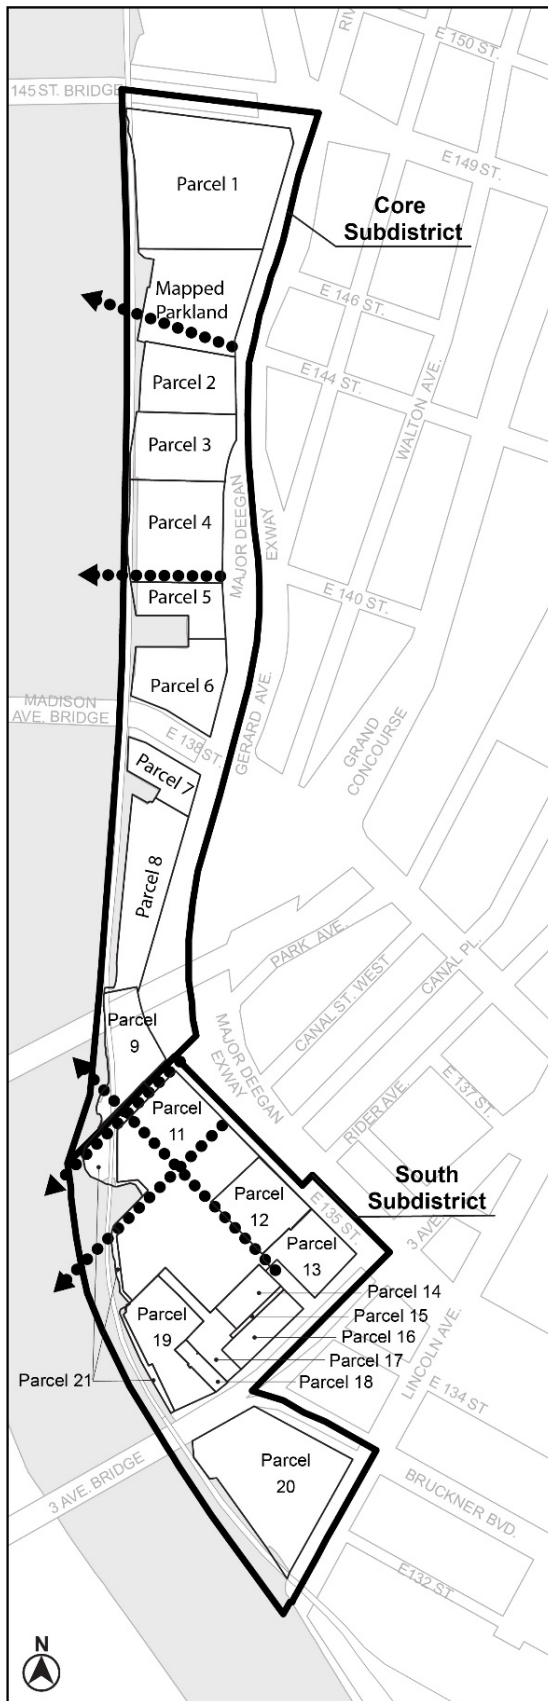 RIV
E 150 ST.
145 ST. BRIDGE
E 149 ST.
Parcel 1
Core
Subdistrict
Mapped
Parkland
E 146 ST.
Parcel 2
E 144 ST.
WALTON AVE.
Parcel 3
Parcel 4
MAJOR DEEGAN
EXWAY
Parcel 5
E 140 ST.
Parcel 6
MADISON
AVE. BRIDGE
E 138 ST.
GERARD AVE.
GRAND
CONCOURSE
Parcel 7
Parcel 8
PARK AVE.
CANAL ST. WEST
CANAL PL.
Parcel
9
MAJOR DEEGAN
EXWAY
RIDER AVE.
E 137 ST.
Parcel
11
South
Subdistrict
Parcel
12
E 135 ST.
3 AVE.
Parcel
13
Parcel 14
Parcel 15
Parcel
19
Parcel 16
Parcel 17
Parcel 18
Parcel 21
LINCOLN AVE.
E 134 ST
Parcel
20
3 AVE. BRIDGE
BRUCKNER BVD.
E132 ST
N